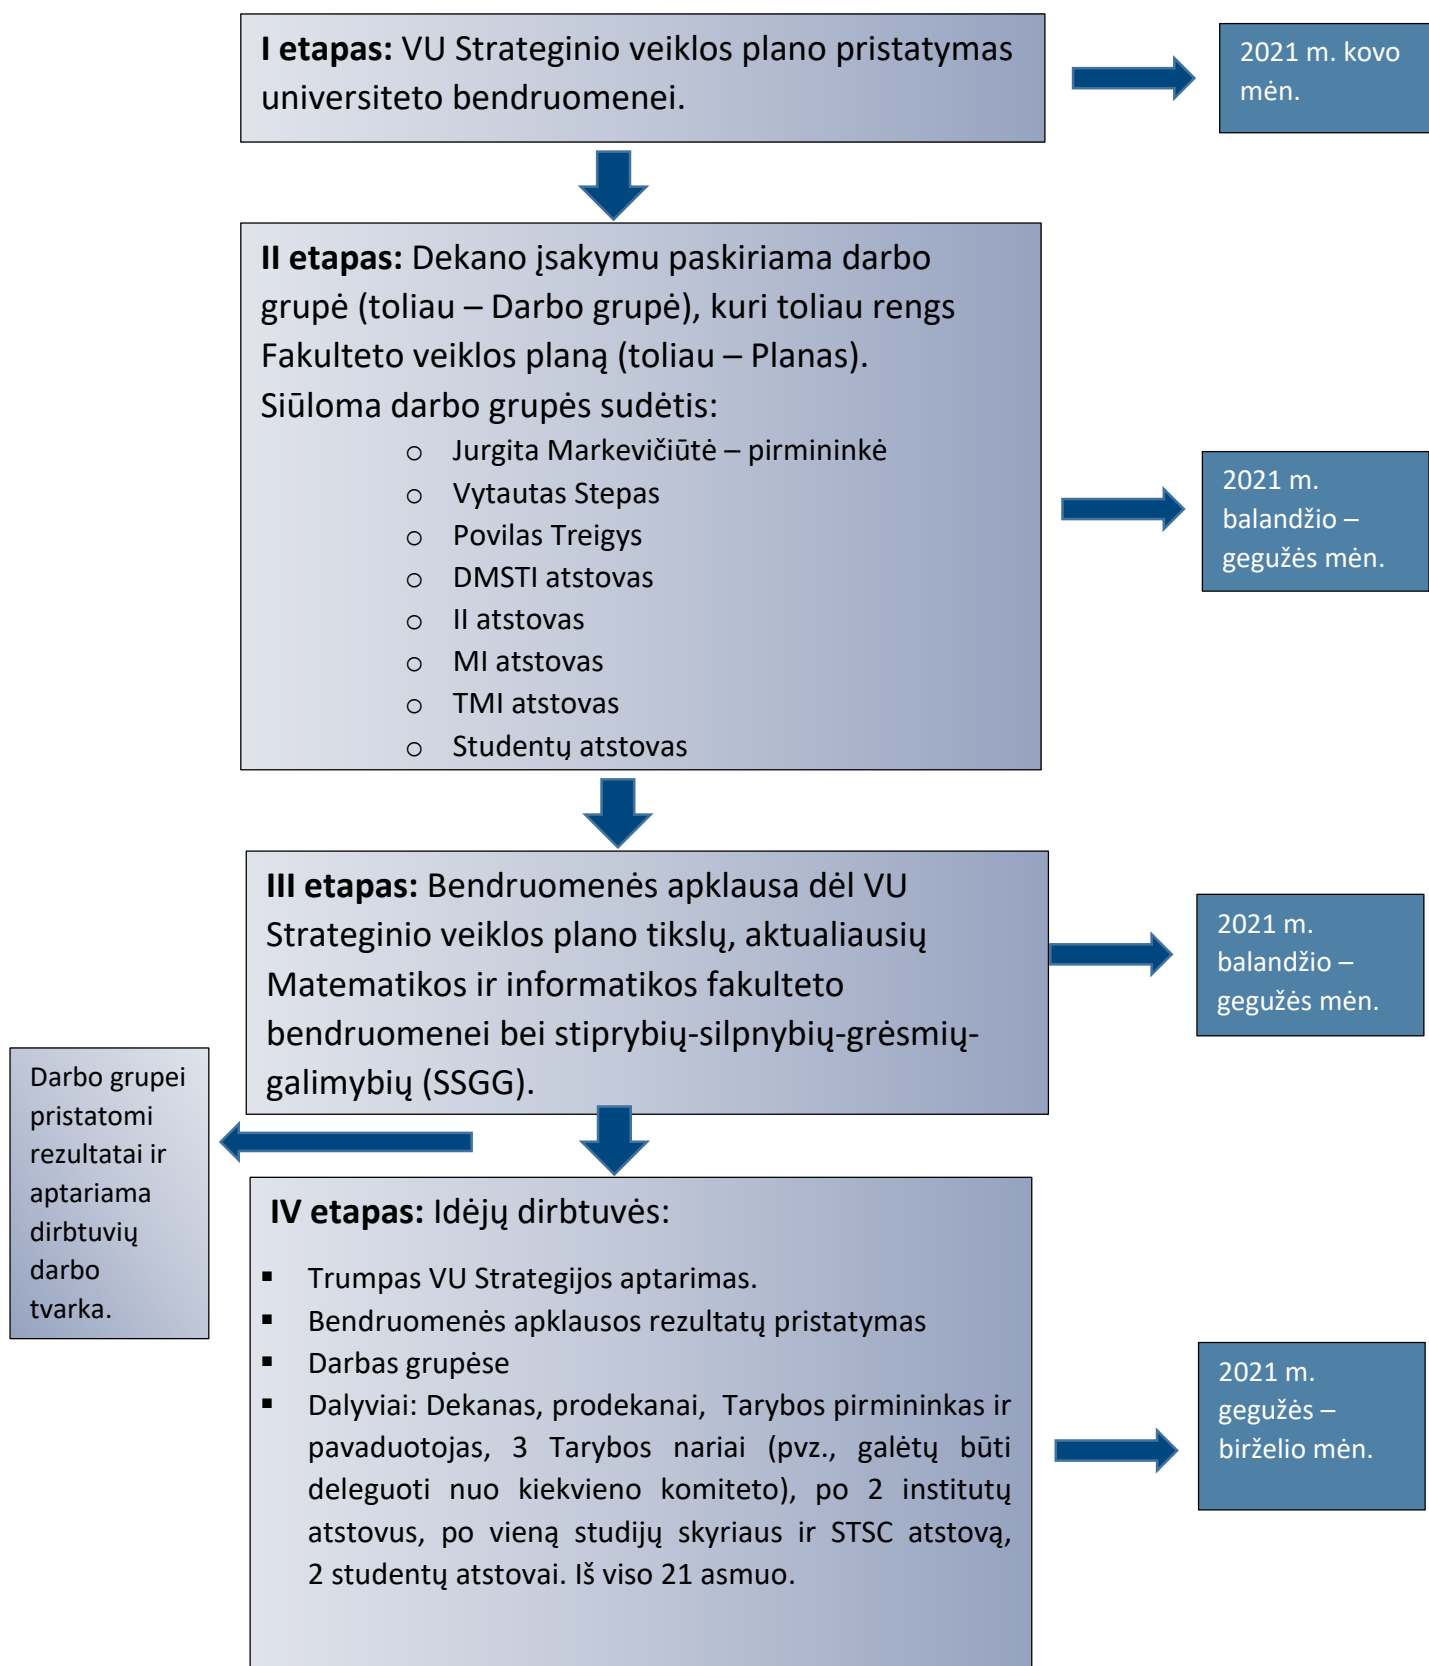 I etapas: VU Strateginio veiklos plano pristatymas
universiteto bendruomenei.
2021 m. kovo
mėn.
II etapas: Dekano įsakymu paskiriama darbo
grupė (toliau – Darbo grupė), kuri toliau rengs
Fakulteto veiklos planą (toliau – Planas).
Siūloma darbo grupės sudėtis:
o Jurgita Markevičiūtė – pirmininkė
o Vytautas Stepas
o Povilas Treigys
o DMSTI atstovas
o II atstovas
o MI atstovas
o TMI atstovas
o Studentų atstovas
2021 m.
balandžio –
gegužės mėn.
III etapas: Bendruomenės apklausa dėl VU
Strateginio veiklos plano tikslų, aktualiausių
Matematikos ir informatikos fakulteto
bendruomenei bei stiprybių-silpnybių-grėsmių-
galimybių (SSGG).
2021 m.
balandžio –
gegužės mėn.
Darbo grupei
pristatomi
rezultatai ir
aptariama
dirbtuvių
darbo
tvarka.
IV etapas: Idėjų dirbtuvės:
▪ Trumpas VU Strategijos aptarimas.
▪ Bendruomenės apklausos rezultatų pristatymas
▪ Darbas grupėse
▪ Dalyviai: Dekanas, prodekanai, Tarybos pirmininkas ir
pavaduotojas, 3 Tarybos nariai (pvz., galėtų būti
deleguoti nuo kiekvieno komiteto), po 2 institutų
atstovus, po vieną studijų skyriaus ir STSC atstovą,
2 studentų atstovai. Iš viso 21 asmuo.
2021 m.
gegužės –
birželio mėn.